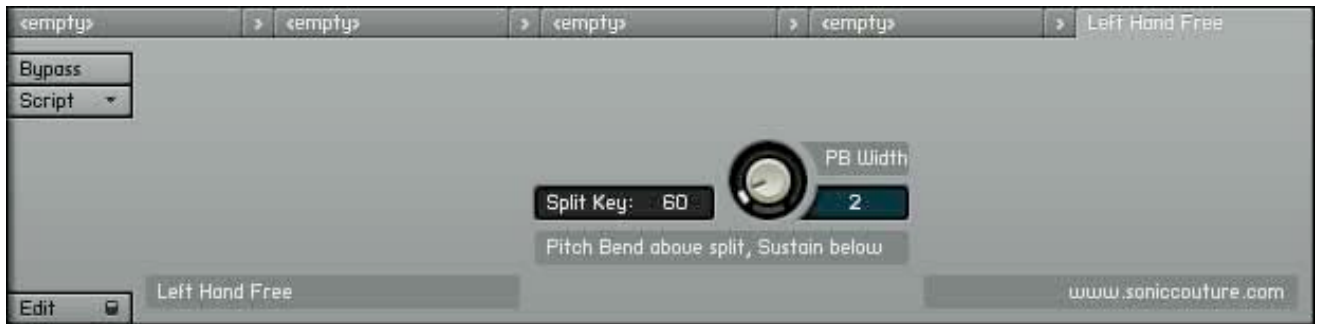 <empty> > <empty> > <empty> > <empty> > Left Hand Free
Bypass
Script
PB Width
Split Key: 60 2
Pitch Bend above split, Sustain below
Left Hand Free www.soniccouture.com
Edit